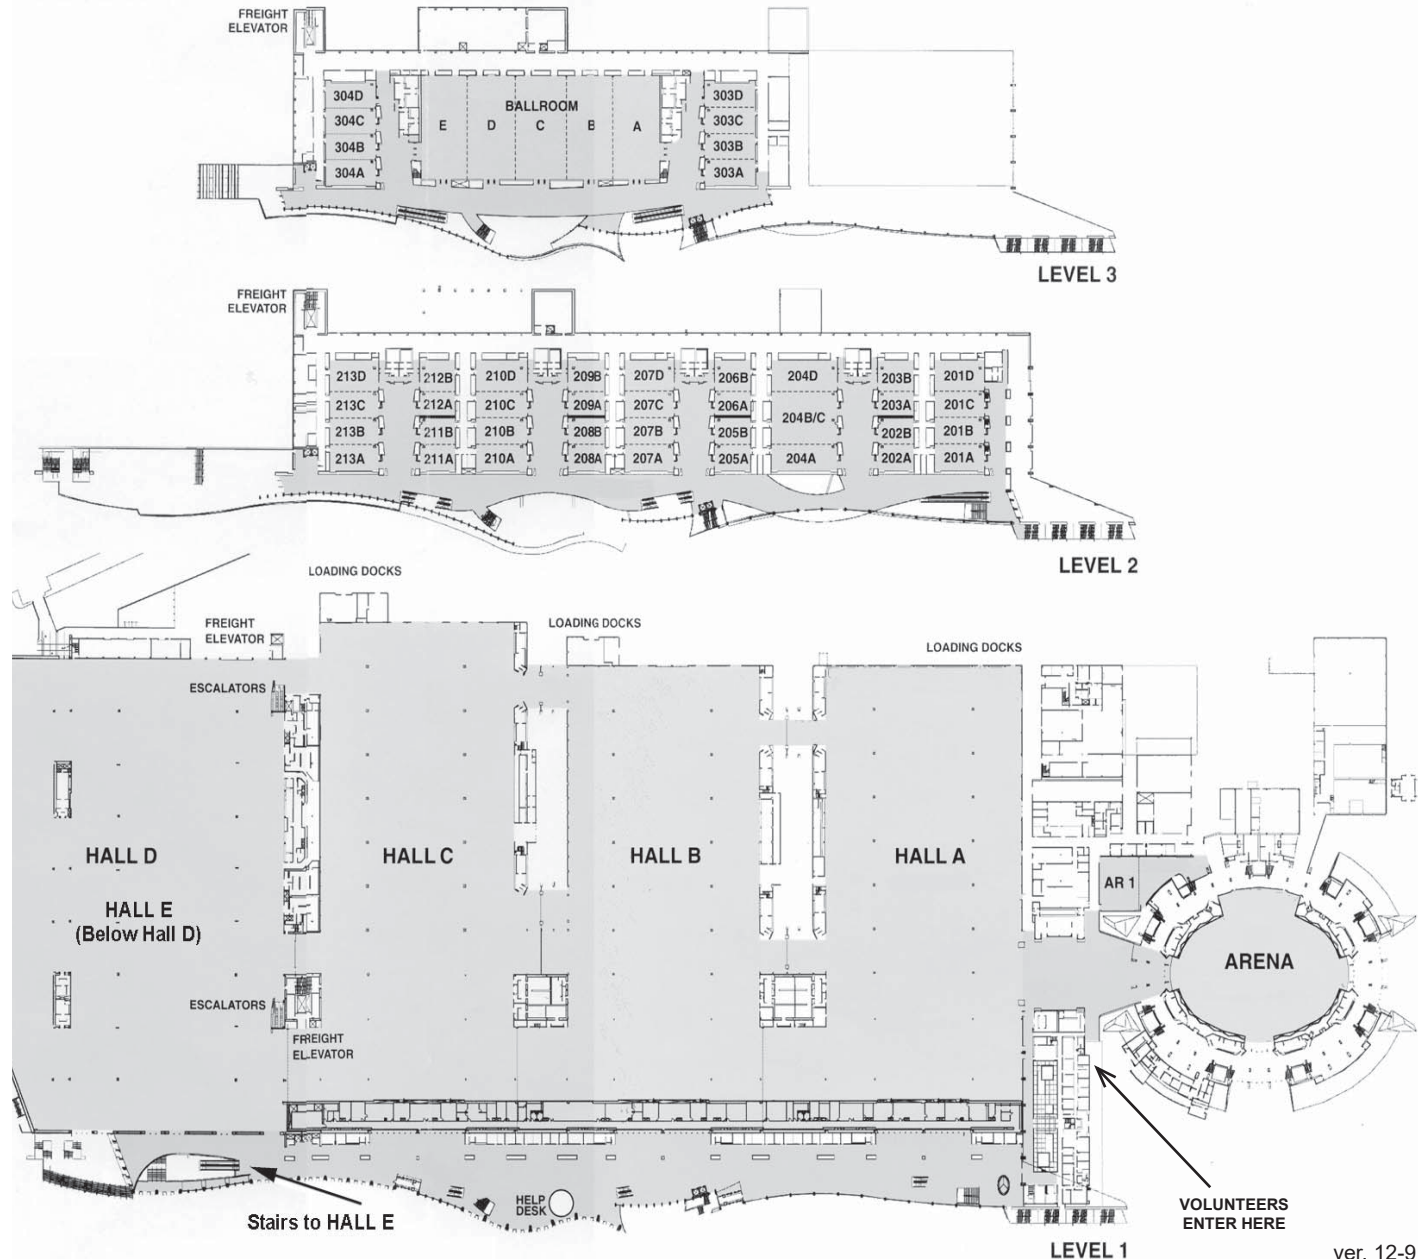 FREIGHT
ELEVATOR
304D
304C
304B
304A
BALLROOM
E D C B A
303D
303C
303B
303A
LEVEL 3
FREIGHT
ELEVATOR
213D 212B 210D 209B 207D 206B 204D 203B 201D
213C 212A 210C 209A 207C 206A 204B/C 203A 201C
213B 211B 210B 208B 207B 205B 202B 201B
213A 211A 210A 208A 207A 205A 204A 202A 201A
LEVEL 2
LOADING DOCKS
FREIGHT
ELEVATOR
LOADING DOCKS
LOADING DOCKS
ESCALATORS
HALL D
HALL C
HALL B
HALL A
AR 1
HALL E
(Below Hall D)
ARENA
ESCALATORS
FREIGHT
ELEVATOR
HELP
DESK
Stairs to HALL E
VOLUNTEERS
ENTER HERE
LEVEL 1
ver. 12-9